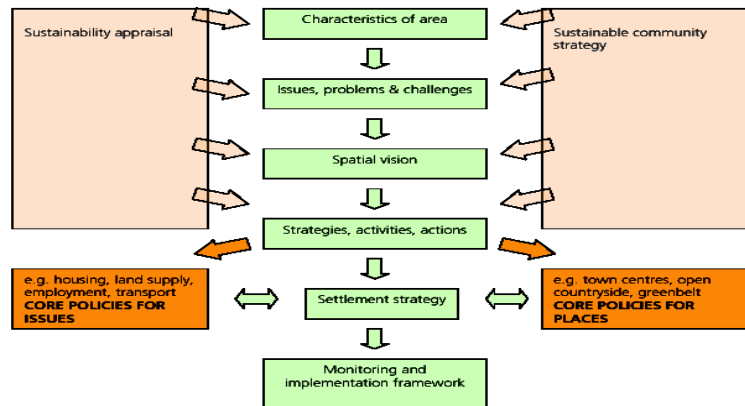 Sustainability appraisal
Characteristics of area
Sustainable community
strategy
Issues, problems & challenges
Spatial vision
Strategies, activities, actions
e.g. housing, land supply,
employment, transport
CORE POLICIES FOR
ISSUES
Settlement strategy
e.g. town centres, open
countryside, greenbelt
CORE POLICIES FOR
PLACES
Monitoring and
implementation framework